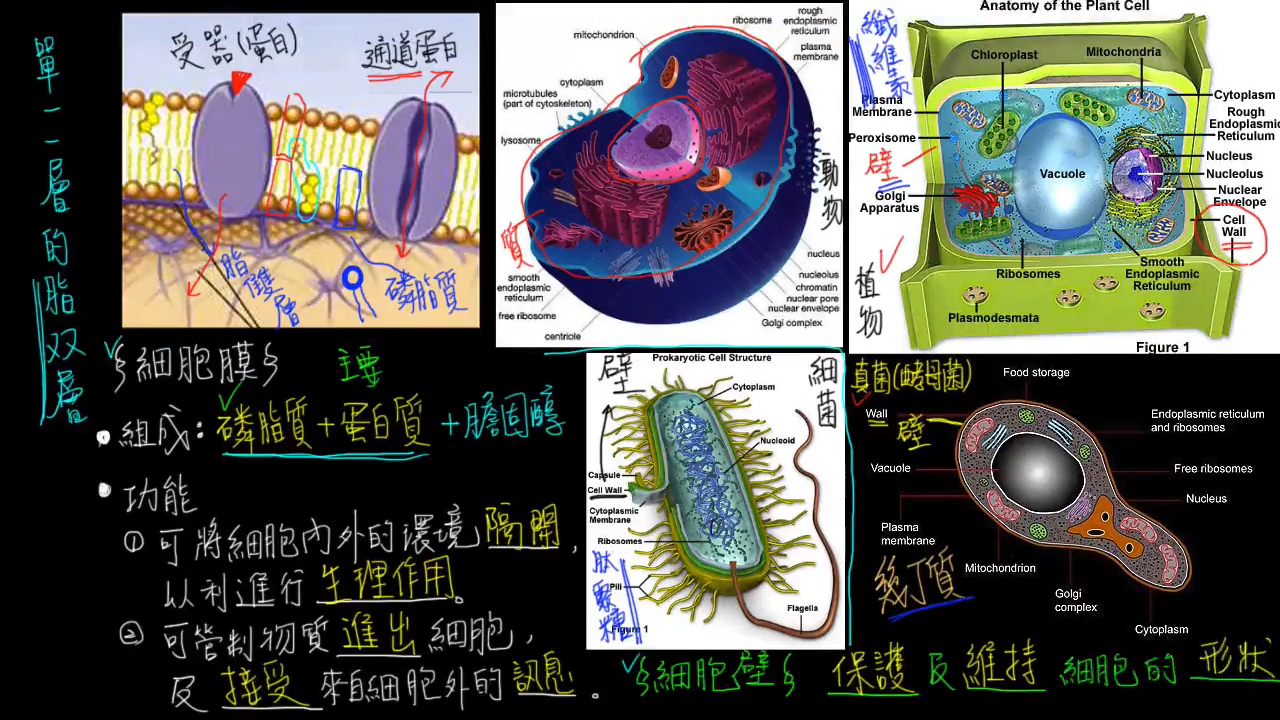 單一一層的脂双層
受器(蛋白)
通道蛋白
脂雙層
磷脂質
mitochondrion
ribosome
rough endoplasmic reticulum
plasma membrane
cytoplasm
microtubules (part of cytoskeleton)
lysosome
動物
質
smooth endoplasmic reticulum
free ribosome
centriole
nucleus
nucleolus
chromatin
nuclear pore
nuclear envelope
Golgi complex
Anatomy of the Plant Cell
纖維素
Chloroplast
Mitochondria
Plasma Membrane
Cytoplasm
Rough Endoplasmic Reticulum
Peroxisome
壁
Nucleus
Vacuole
Nucleolus
Golgi Apparatus
Nuclear Envelope
Cell Wall
植物
Ribosomes
Smooth Endoplasmic Reticulum
Plasmodesmata
Figure 1
§細胞膜§
主要
組成:磷脂質+蛋白質+膽固醇
功能
① 可將細胞內外的環境隔開,
以利進行生理作用。
② 可管制物質進出細胞,
及接受來自細胞外的訊息。
Prokaryotic Cell Structure
壁
細菌
Cytoplasm
Nucleoid
Capsule
Cell Wall
Cytoplasmic Membrane
Ribosomes
肽聚糖
Pili
Flagella
Figure 1
真菌(酵母菌)
Food storage
Wall
壁
Endoplasmic reticulum and ribosomes
Vacuole
Free ribosomes
Nucleus
Plasma membrane
Mitochondrion
幾丁質
Golgi complex
Cytoplasm
§細胞壁§ 保護及維持細胞的形狀